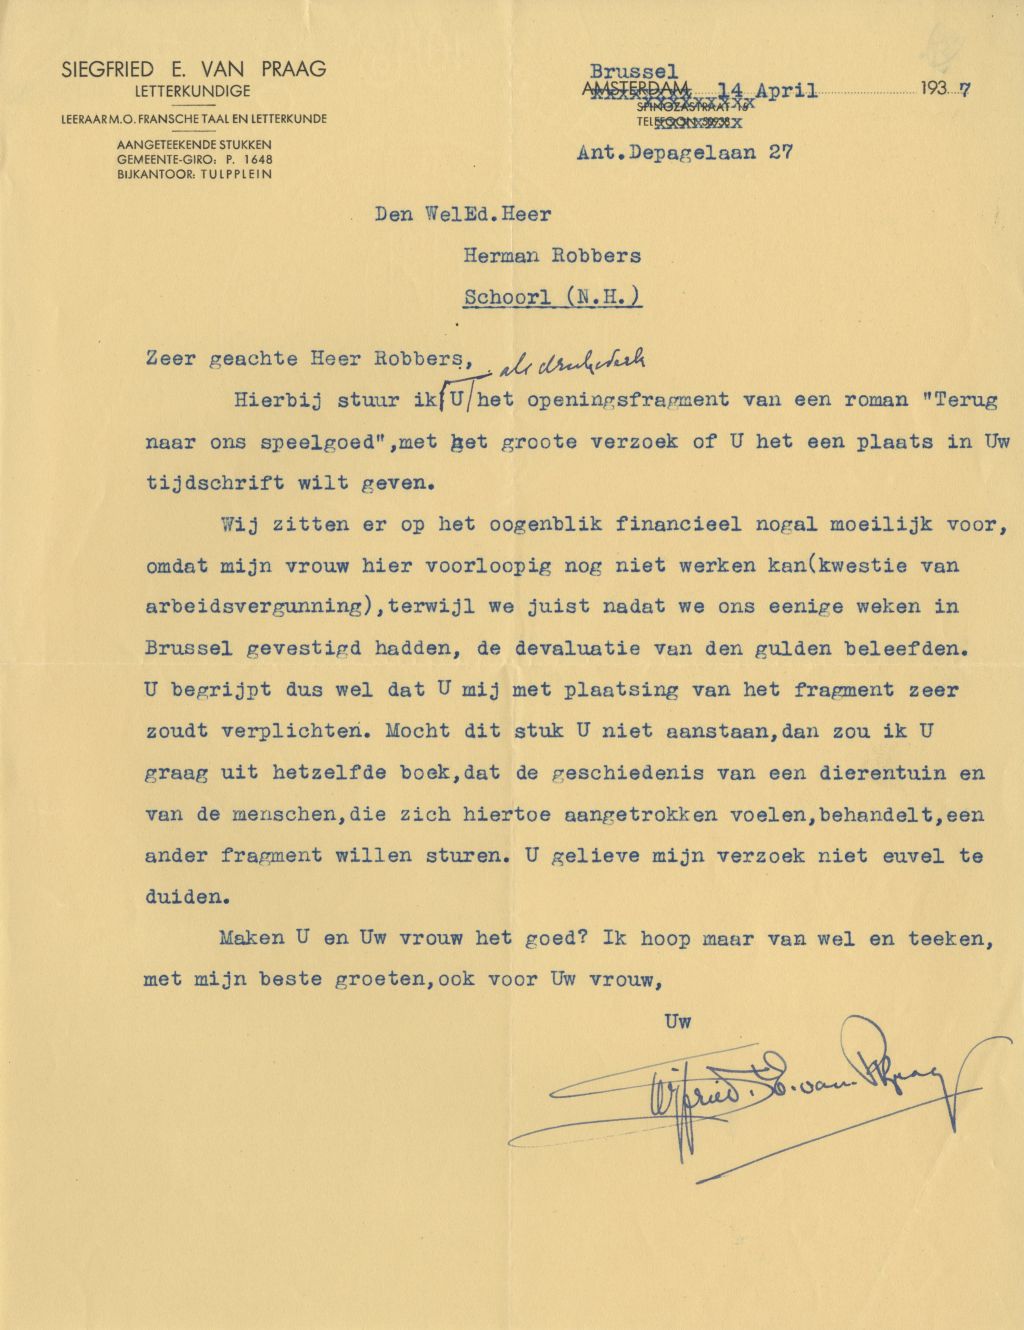 SIEGFRIED E. VAN PRAAG
LETTERKUNDIGE
LEERAAR M.O. FRANSCHE TAAL EN LETTERKUNDE
AANGETEEKENDE STUKKEN
GEMEENTE-GIRO: P. 1648
BIJKANTOOR: TULPPLEIN
Brussel
AMSTERDAM, 14 April 1937
SPINOZASTRAAT
TELEFOON
Ant.Depagelaan 27
Den WelEd.Heer
Herman Robbers
Schoorl (N.H.)
Zeer geachte Heer Robbers,
als drukwerk
Hierbij stuur ik U het openingsfragment van een roman "Terug
naar ons speelgoed",met het groote verzoek of U het een plaats in Uw
tijdschrift wilt geven.
Wij zitten er op het oogenblik financieel nogal moeilijk voor,
omdat mijn vrouw hier voorloopig nog niet werken kan(kwestie van
arbeidsvergunning),terwijl we juist nadat we ons eenige weken in
Brussel gevestigd hadden, de devaluatie van den gulden beleefden.
U begrijpt dus wel dat U mij met plaatsing van het fragment zeer
zoudt verplichten. Mocht dit stuk U niet aanstaan,dan zou ik U
graag uit hetzelfde boek,dat de geschiedenis van een dierentuin en
van de menschen,die zich hiertoe aangetrokken voelen,behandelt,een
ander fragment willen sturen. U gelieve mijn verzoek niet euvel te
duiden.
Maken U en Uw vrouw het goed? Ik hoop maar van wel en teeken,
met mijn beste groeten,ook voor Uw vrouw,
Uw
Siegfried. E. van Praag